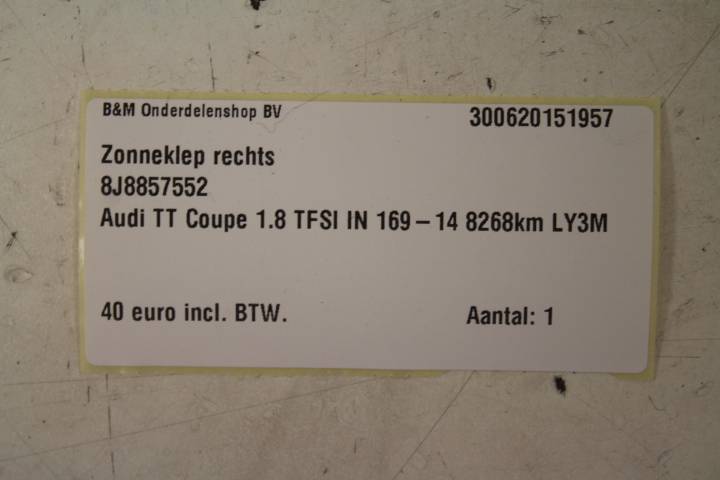 B&M Onderdelenshop BV 300620151957
Zonneklep rechts
8J8857552
Audi TT Coupe 1.8 TFSI IN 169-14 8268km LY3M
40 euro incl. BTW. Aantal: 1